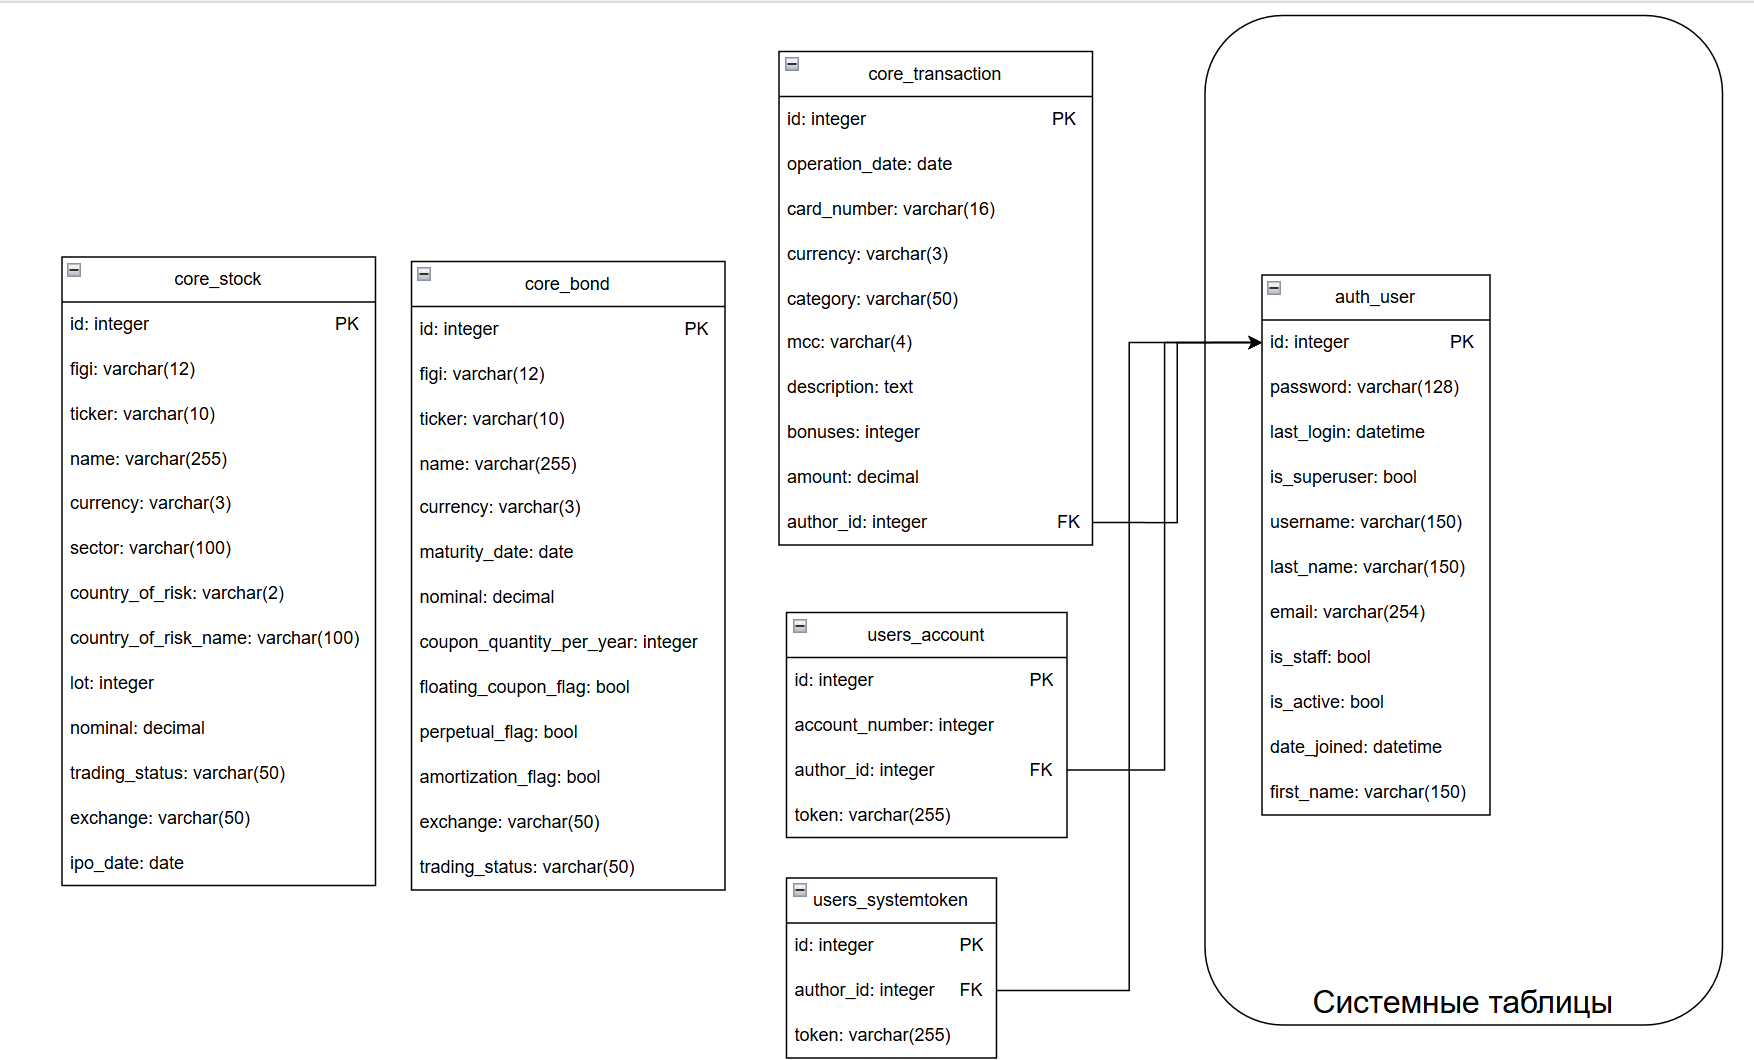 core_stock
id: integer PK
figi: varchar(12)
ticker: varchar(10)
name: varchar(255)
currency: varchar(3)
sector: varchar(100)
country_of_risk: varchar(2)
country_of_risk_name: varchar(100)
lot: integer
nominal: decimal
trading_status: varchar(50)
exchange: varchar(50)
ipo_date: date
core_bond
id: integer PK
figi: varchar(12)
ticker: varchar(10)
name: varchar(255)
currency: varchar(3)
maturity_date: date
nominal: decimal
coupon_quantity_per_year: integer
floating_coupon_flag: bool
perpetual_flag: bool
amortization_flag: bool
exchange: varchar(50)
trading_status: varchar(50)
core_transaction
id: integer PK
operation_date: date
card_number: varchar(16)
currency: varchar(3)
category: varchar(50)
mcc: varchar(4)
description: text
bonuses: integer
amount: decimal
author_id: integer FK
users_account
id: integer PK
account_number: integer
author_id: integer FK
token: varchar(255)
users_systemtoken
id: integer PK
author_id: integer FK
token: varchar(255)
auth_user
id: integer PK
password: varchar(128)
last_login: datetime
is_superuser: bool
username: varchar(150)
last_name: varchar(150)
email: varchar(254)
is_staff: bool
is_active: bool
date_joined: datetime
first_name: varchar(150)
Системные таблицы